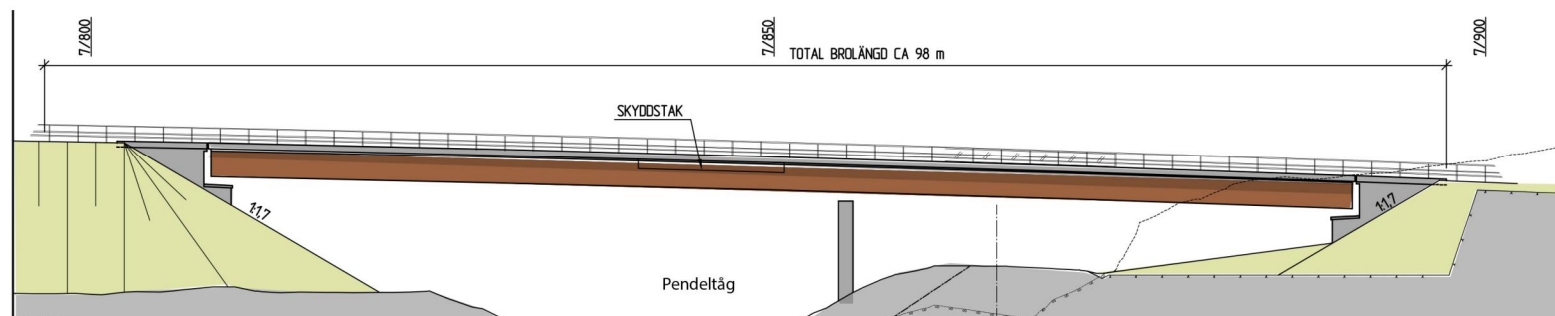 7/800
7/850
7/900
TOTAL BROLÄNGD CA 98 m
SKYDDSTAK
1:1,7
1:1,7
Pendeltåg